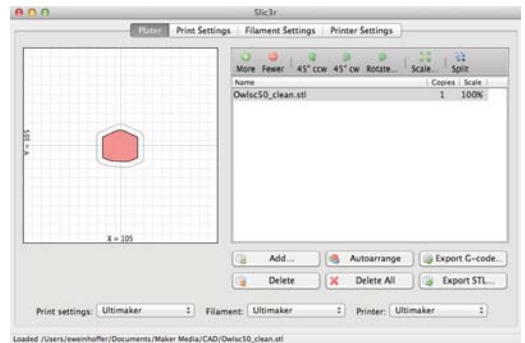 Slic3r
Plater Print Settings Filament Settings Printer Settings
More Fewer 45° ccw 45° cw Rotate... Scale... Split
Name Copies Scale
Owlsc50_clean.stl 1 100%
Y = 105
X = 105
Add... Autoarrange Export G-code...
Delete Delete All Export STL...
Print settings: Ultimaker Filament: Ultimaker Printer: Ultimaker
Loaded /Users/eweinhoffer/Documents/Maker Media/CAD/Owlsc50_clean.stl